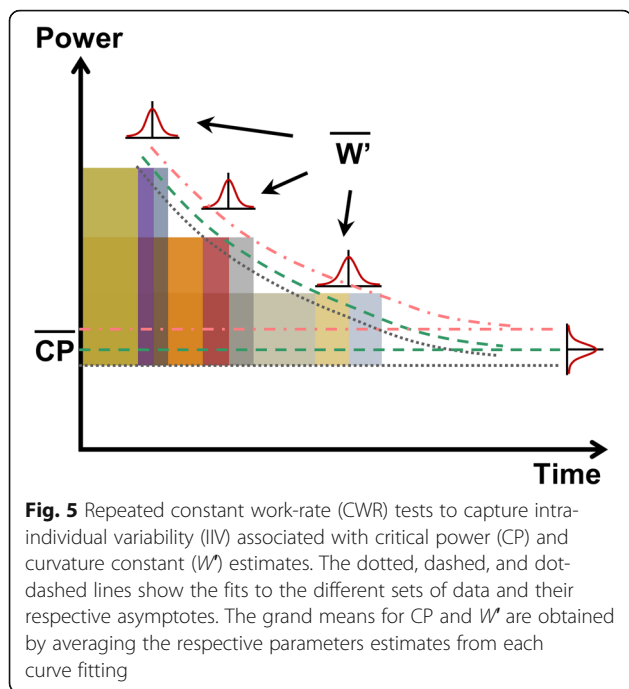 Power
W'
CP
Time
Fig. 5 Repeated constant work-rate (CWR) tests to capture intra-
individual variability (IIV) associated with critical power (CP) and
curvature constant (W') estimates. The dotted, dashed, and dot-
dashed lines show the fits to the different sets of data and their
respective asymptotes. The grand means for CP and W' are obtained
by averaging the respective parameters estimates from each
curve fitting